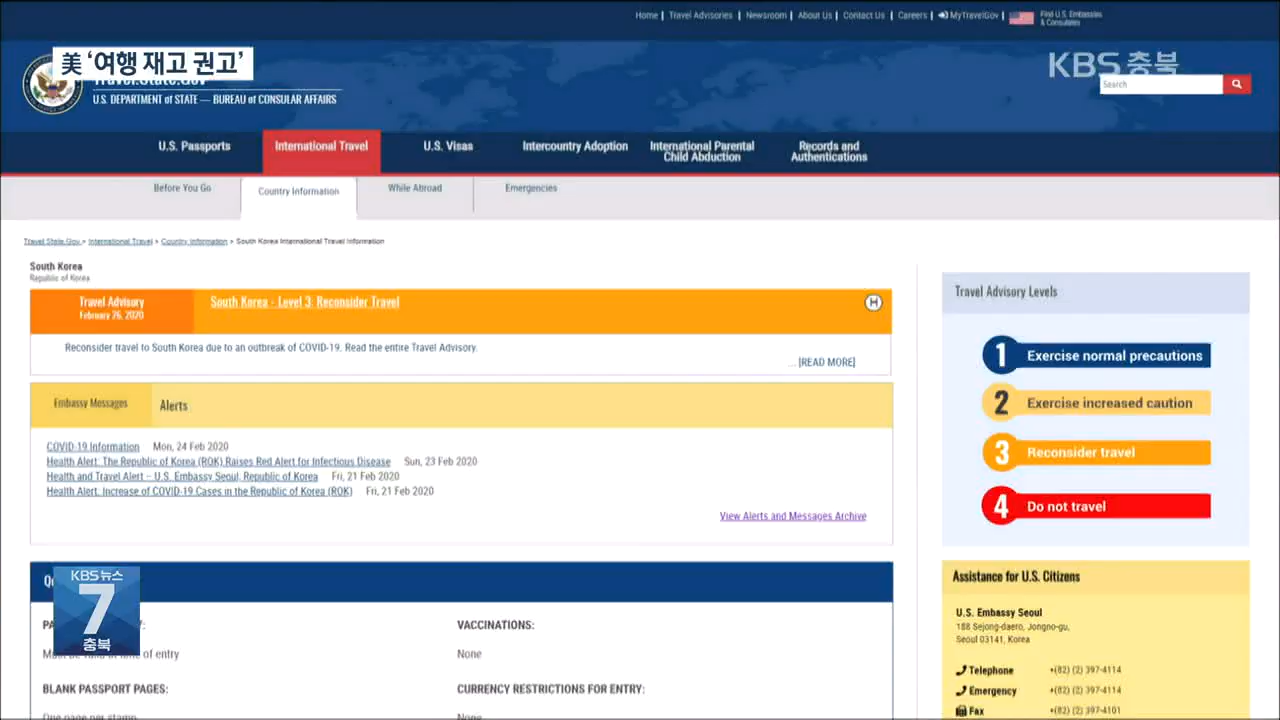 Home | Travel Advisories | Newsroom | About Us | Contact Us | Careers | MyTravelGov |
Find U.S. Embassies
& Consulates
美 ‘여행 재고 권고’
KBS 충북
Travel.State.Gov
U.S. DEPARTMENT of STATE — BUREAU of CONSULAR AFFAIRS
Search
U.S. Passports
International Travel
U.S. Visas
Intercountry Adoption
International Parental
Child Abduction
Records and
Authentications
Before You Go
Country Information
While Abroad
Emergencies
Travel.State.Gov > International Travel > Country Information > South Korea International Travel Information
South Korea
Republic of Korea
Travel Advisory
February 26, 2020
South Korea - Level 3: Reconsider Travel
H
Reconsider travel to South Korea due to an outbreak of COVID-19. Read the entire Travel Advisory.
... [READ MORE]
Embassy Messages
Alerts
COVID-19 Information Mon, 24 Feb 2020
Health Alert: The Republic of Korea (ROK) Raises Red Alert for Infectious Disease Sun, 23 Feb 2020
Health and Travel Alert – U.S. Embassy Seoul, Republic of Korea Fri, 21 Feb 2020
Health Alert: Increase of COVID-19 Cases in the Republic of Korea (ROK) Fri, 21 Feb 2020
View Alerts and Messages Archive
Travel Advisory Levels
1 Exercise normal precautions
2 Exercise increased caution
3 Reconsider travel
4 Do not travel
KBS뉴스
7
충북
VACCINATIONS:
of entry
None
BLANK PASSPORT PAGES:
CURRENCY RESTRICTIONS FOR ENTRY:
One page per stamp
None
Assistance for U.S. Citizens
U.S. Embassy Seoul
188 Sejong-daero, Jongno-gu,
Seoul 03141, Korea
Telephone +(82) (2) 397-4114
Emergency +(82) (2) 397-4114
Fax +(82) (2) 397-4101